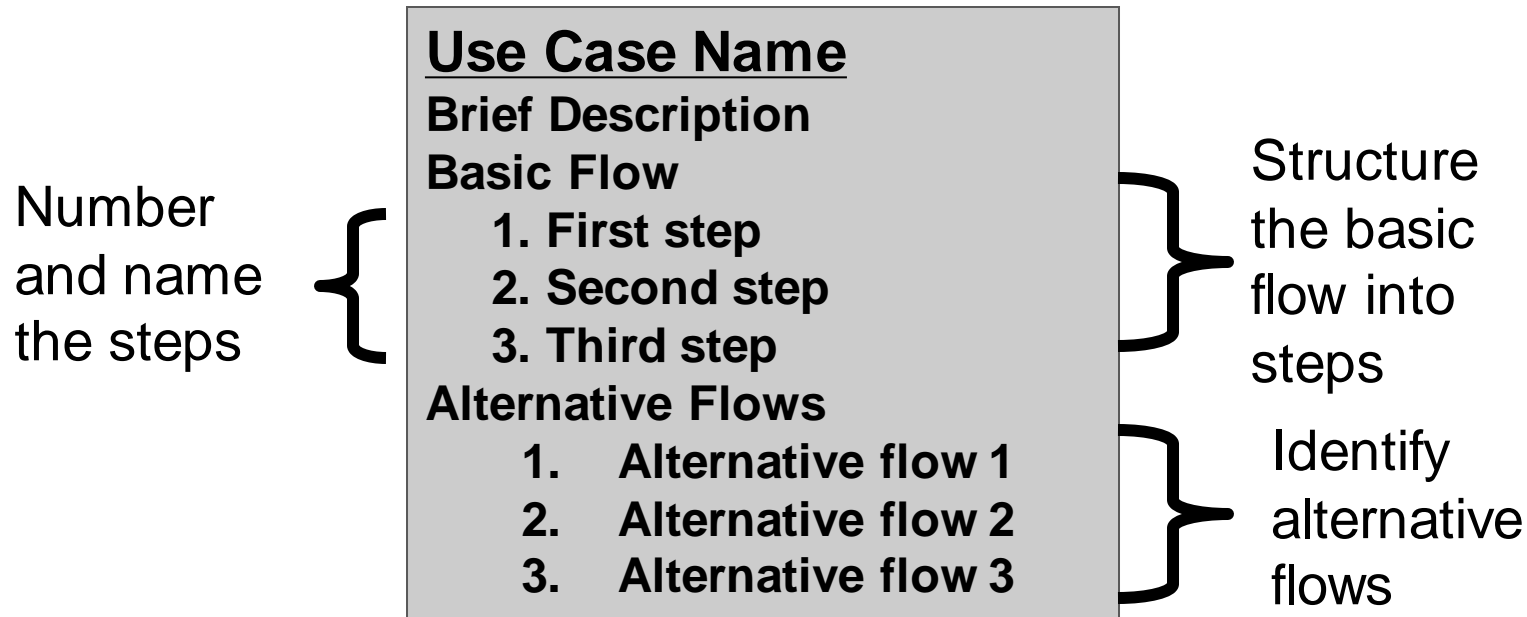 Number
and name
the steps
Use Case Name
Brief Description
Basic Flow
1. First step
2. Second step
3. Third step
Alternative Flows
1. Alternative flow 1
2. Alternative flow 2
3. Alternative flow 3
Structure
the basic
flow into
steps
Identify
alternative
flows